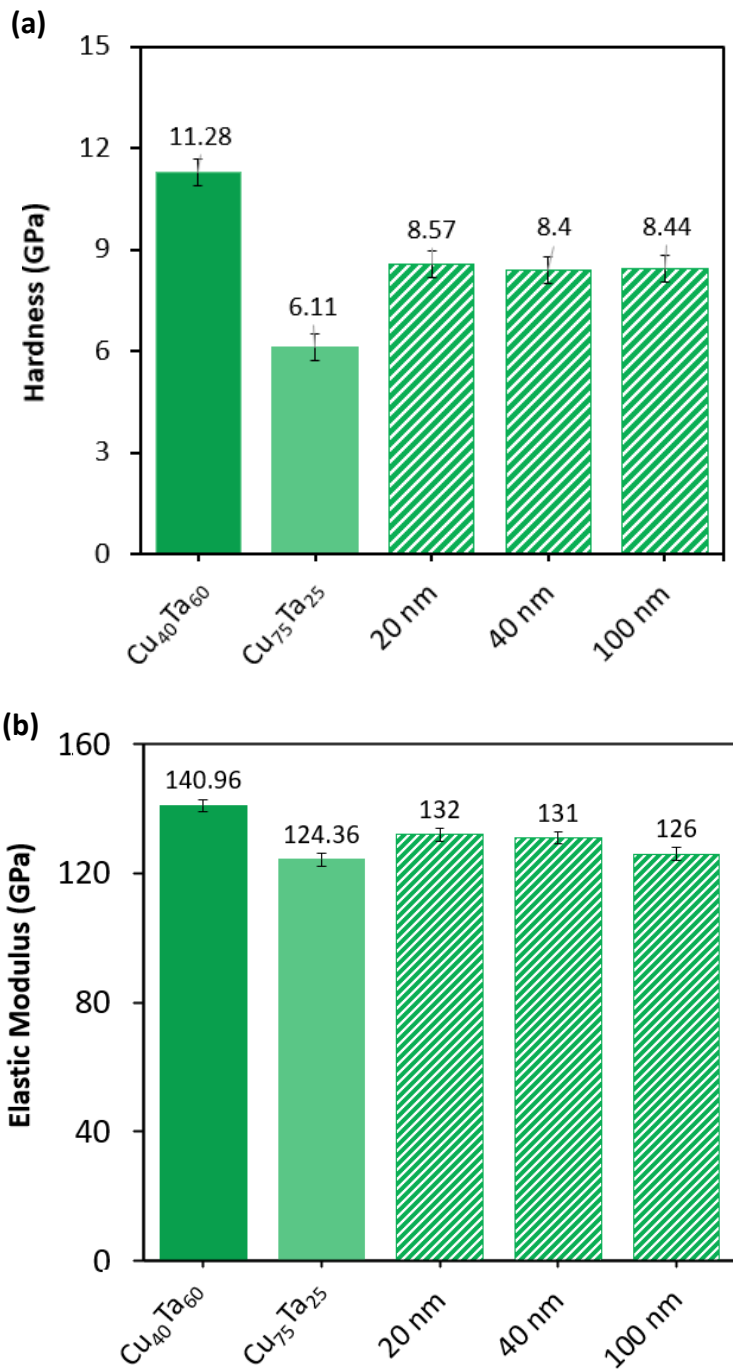 (a)
15
12
9
6
3
0
Hardness (GPa)
11.28
6.11
8.57
8.4
8.44
Cu₄₀Ta₆₀
Cu₇₅Ta₂₅
20 nm
40 nm
100 nm
(b)
160
120
80
40
0
Elastic Modulus (GPa)
140.96
124.36
132
131
126
Cu₄₀Ta₆₀
Cu₇₅Ta₂₅
20 nm
40 nm
100 nm